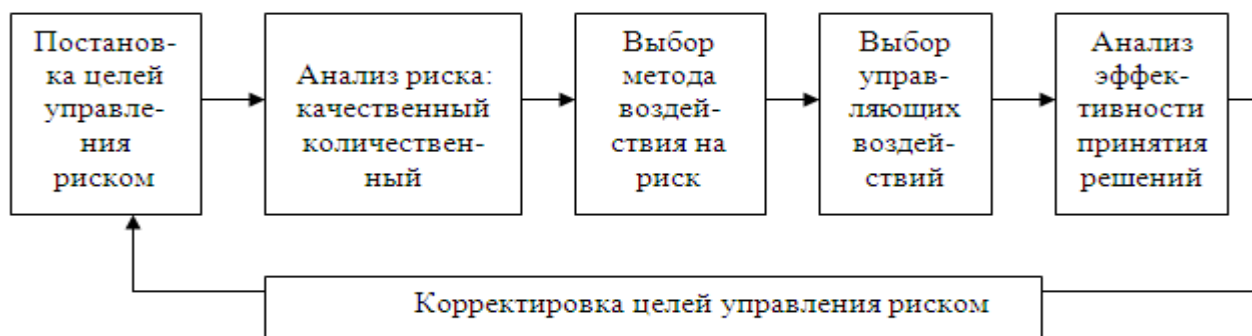 Постанов-
ка целей
управле-
ния
риском
Анализ риска:
качественный
количествен-
ный
Выбор
метода
воздей-
ствия на
риск
Выбор
управ-
ляющих
воздей-
ствий
Анализ
эффек-
тивности
принятия
решений
Корректировка целей управления риском